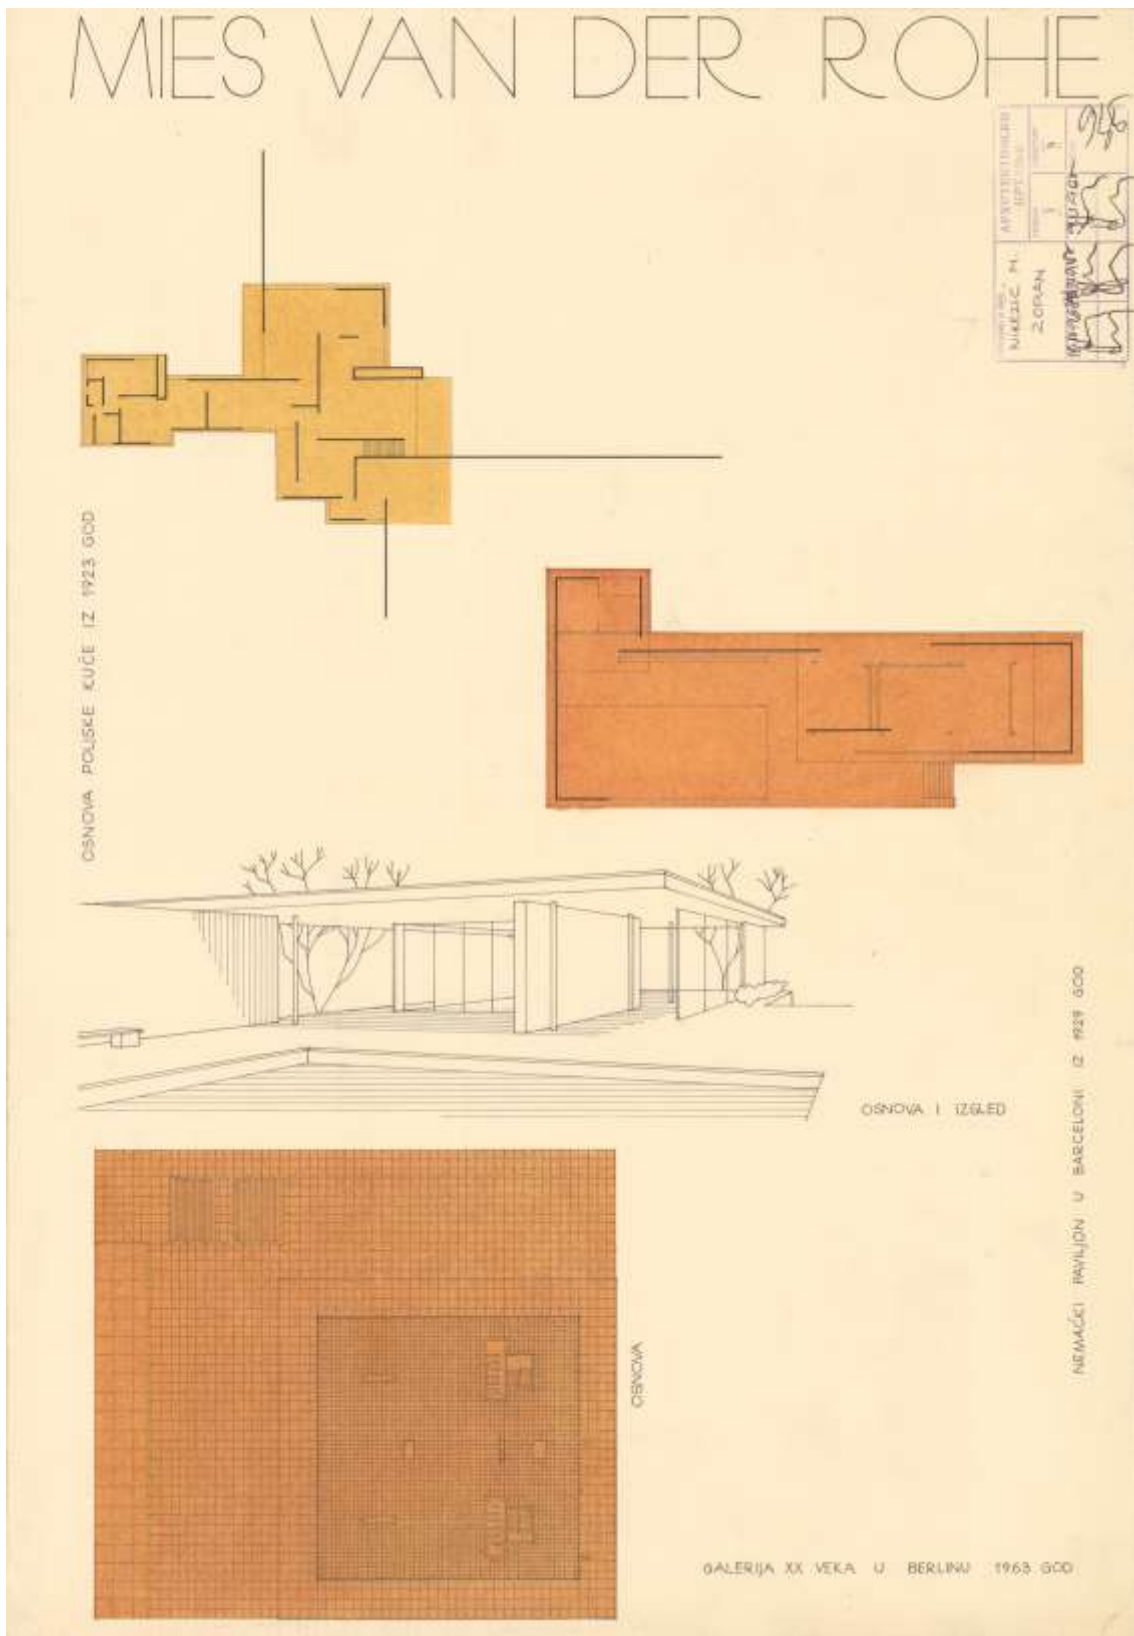 MIES VAN DER ROHE
NIKEZIĆ M.
ZORAN
OSNOVA POLJSKE KUĆE IZ 1923 GOD
OSNOVA I IZGLED
NEMAČKI PAVILJON U BARCELONI IZ 1929 GOD
OSNOVA
GALERIJA XX VEKA U BERLINU 1963 GOD